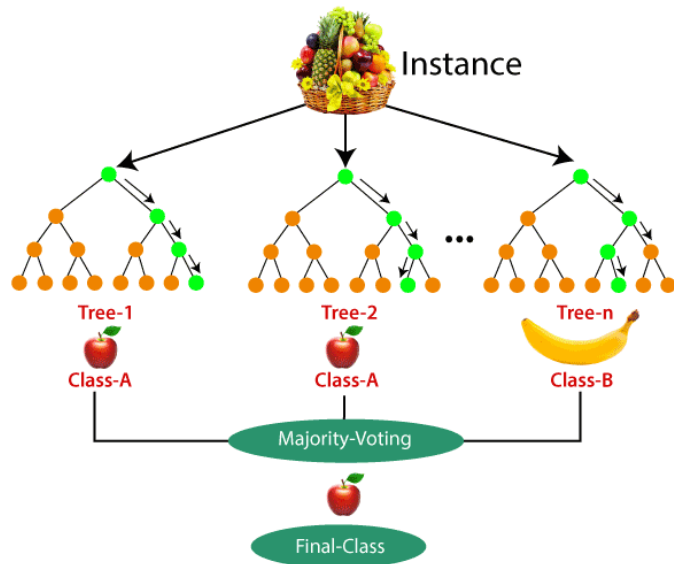 Instance
...
Tree-1
Tree-2
Tree-n
Class-A
Class-A
Class-B
Majority-Voting
Final-Class